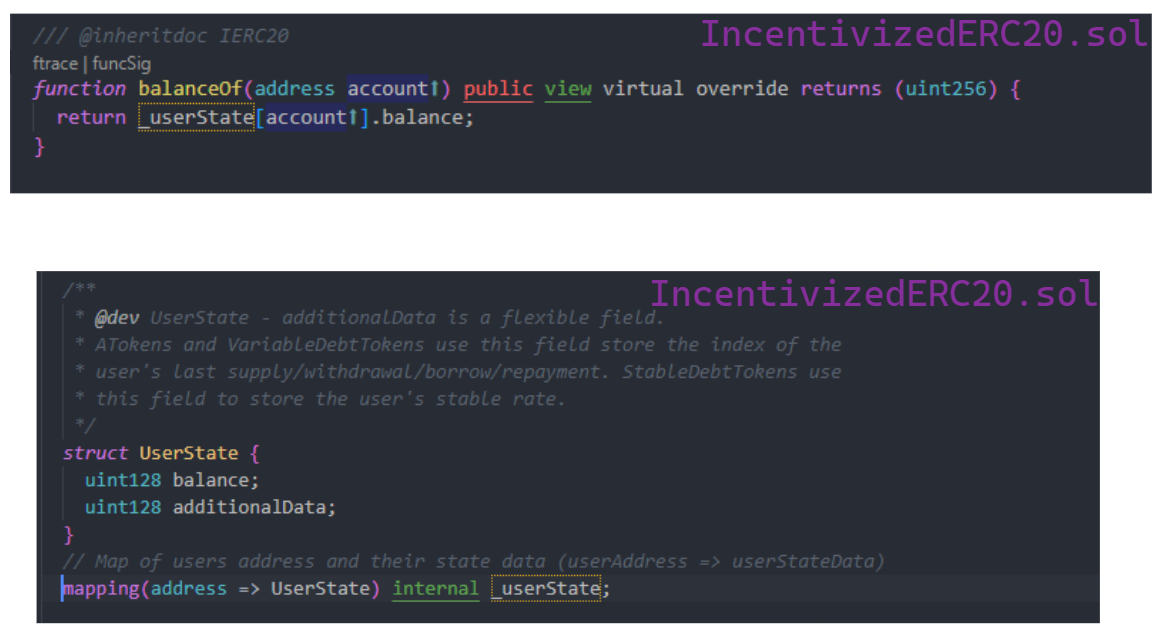 /// @inheritdoc IERC20
IncentivizedERC20.sol
ftrace | funcSig
function balanceOf(address account↑) public view virtual override returns (uint256) {
return _userState[account↑].balance;
}
IncentivizedERC20.sol
/**
* @dev UserState - additionalData is a flexible field.
* ATokens and VariableDebtTokens use this field store the index of the
* user's last supply/withdrawal/borrow/repayment. StableDebtTokens use
* this field to store the user's stable rate.
*/
struct UserState {
uint128 balance;
uint128 additionalData;
}
// Map of users address and their state data (userAddress => userStateData)
mapping(address => UserState) internal _userState;